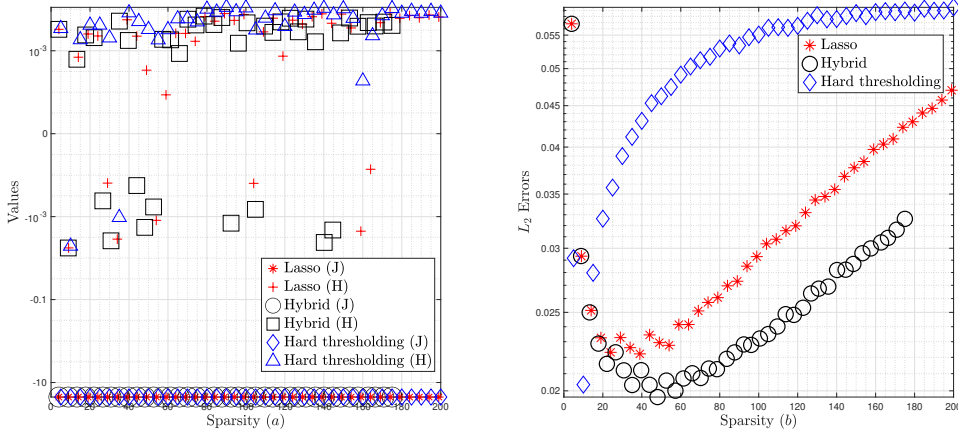 10^-3
0
-10^-3
-0.1
-10
Values
0 20 40 60 80 100 120 140 160 180 200
Sparsity (a)
Lasso (J)
Lasso (H)
Hybrid (J)
Hybrid (H)
Hard thresholding (J)
Hard thresholding (H)
0.055
0.05
0.045
0.04
0.035
0.03
0.025
0.02
L_2 Errors
0 20 40 60 80 100 120 140 160 180 200
Sparsity (b)
Lasso
Hybrid
Hard thresholding